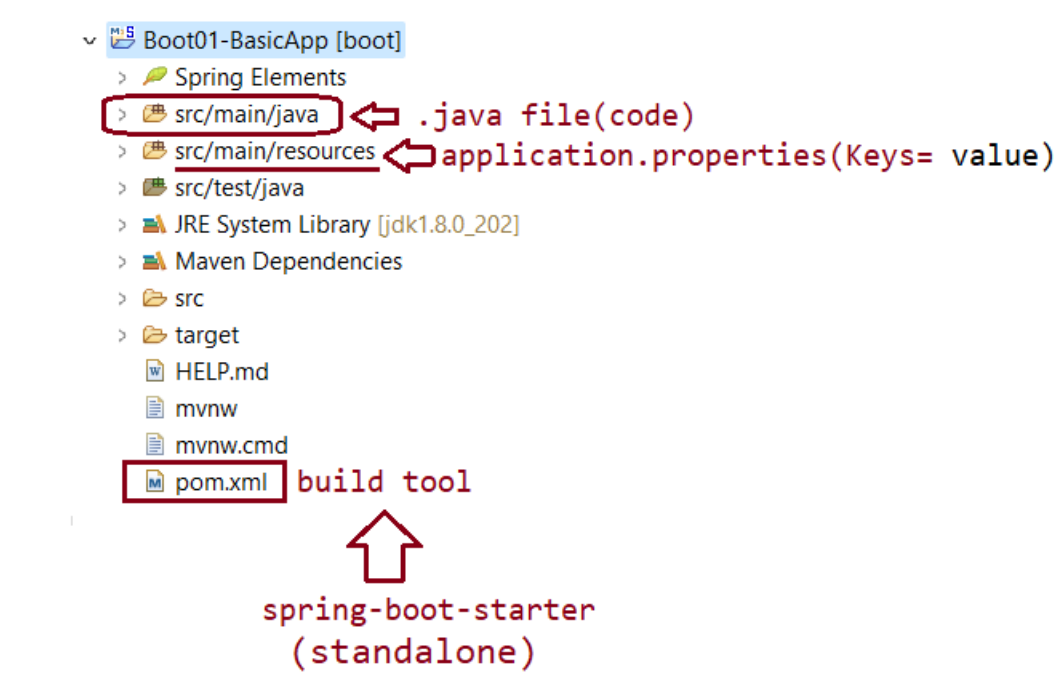 Boot01-BasicApp [boot]
Spring Elements
src/main/java .java file(code)
src/main/resources application.properties(Keys= value)
src/test/java
JRE System Library [jdk1.8.0_202]
Maven Dependencies
src
target
HELP.md
mvnw
mvnw.cmd
pom.xml build tool
spring-boot-starter
(standalone)